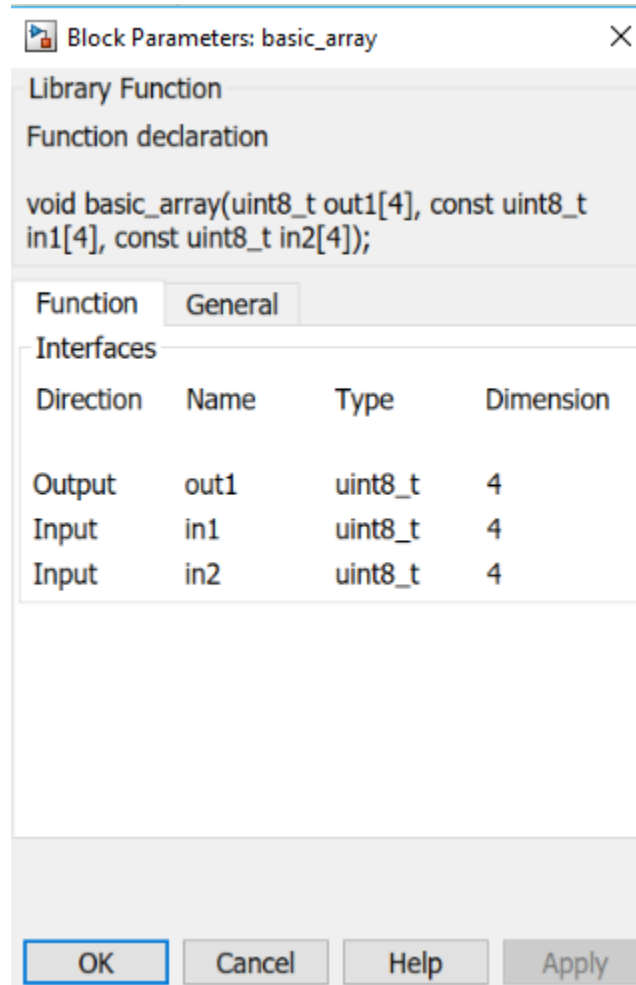 Block Parameters: basic_array
Library Function
Function declaration
void basic_array(uint8_t out1[4], const uint8_t
in1[4], const uint8_t in2[4]);
Function General
Interfaces
Direction Name Type Dimension
Output out1 uint8_t 4
Input in1 uint8_t 4
Input in2 uint8_t 4
OK Cancel Help Apply